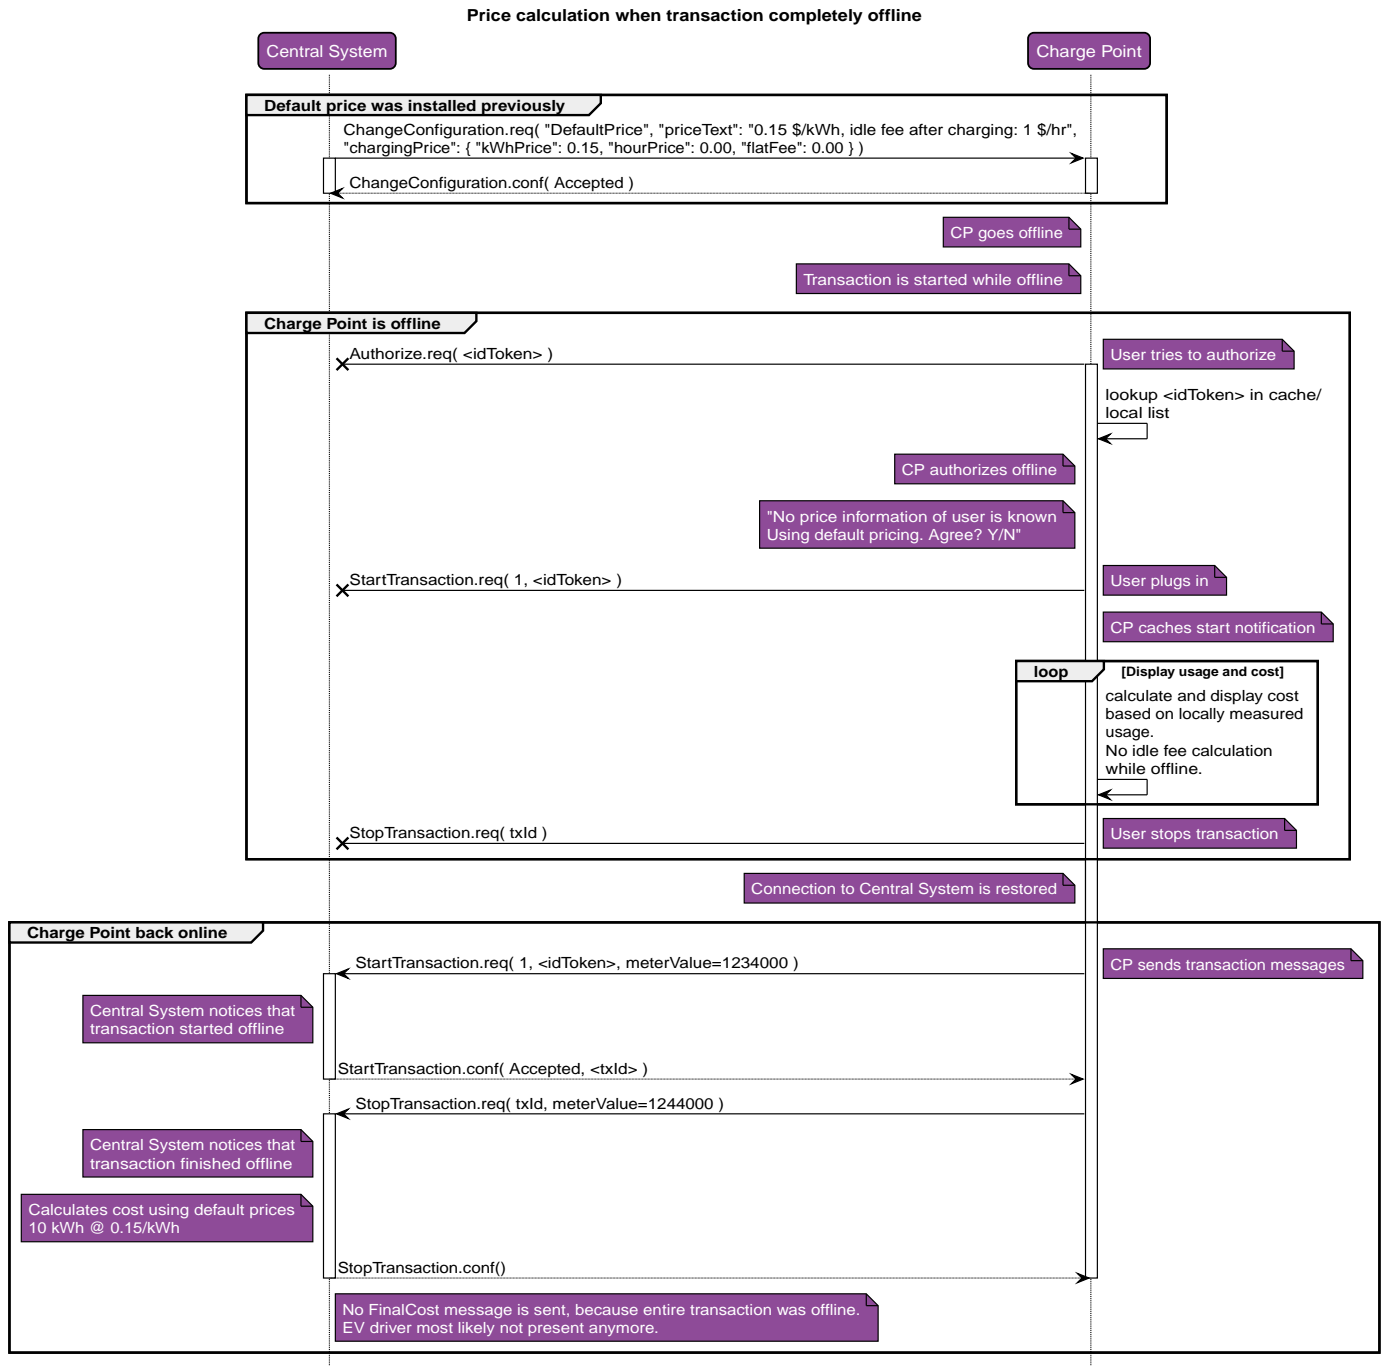 Price calculation when transaction completely offline
Central System
Charge Point
Default price was installed previously
ChangeConfiguration.req( "DefaultPrice", "priceText": "0.15 $/kWh, idle fee after charging: 1 $/hr",
"chargingPrice": { "kWhPrice": 0.15, "hourPrice": 0.00, "flatFee": 0.00 } )
ChangeConfiguration.conf( Accepted )
CP goes offline
Transaction is started while offline
Charge Point is offline
Authorize.req( <idToken> )
User tries to authorize
lookup <idToken> in cache/
local list
CP authorizes offline
"No price information of user is known
Using default pricing. Agree? Y/N"
StartTransaction.req( 1, <idToken> )
User plugs in
CP caches start notification
loop
[Display usage and cost]
calculate and display cost
based on locally measured
usage.
No idle fee calculation
while offline.
StopTransaction.req( txId )
User stops transaction
Connection to Central System is restored
Charge Point back online
StartTransaction.req( 1, <idToken>, meterValue=1234000 )
CP sends transaction messages
Central System notices that
transaction started offline
StartTransaction.conf( Accepted, <txId> )
StopTransaction.req( txId, meterValue=1244000 )
Central System notices that
transaction finished offline
Calculates cost using default prices
10 kWh @ 0.15/kWh
StopTransaction.conf()
No FinalCost message is sent, because entire transaction was offline.
EV driver most likely not present anymore.